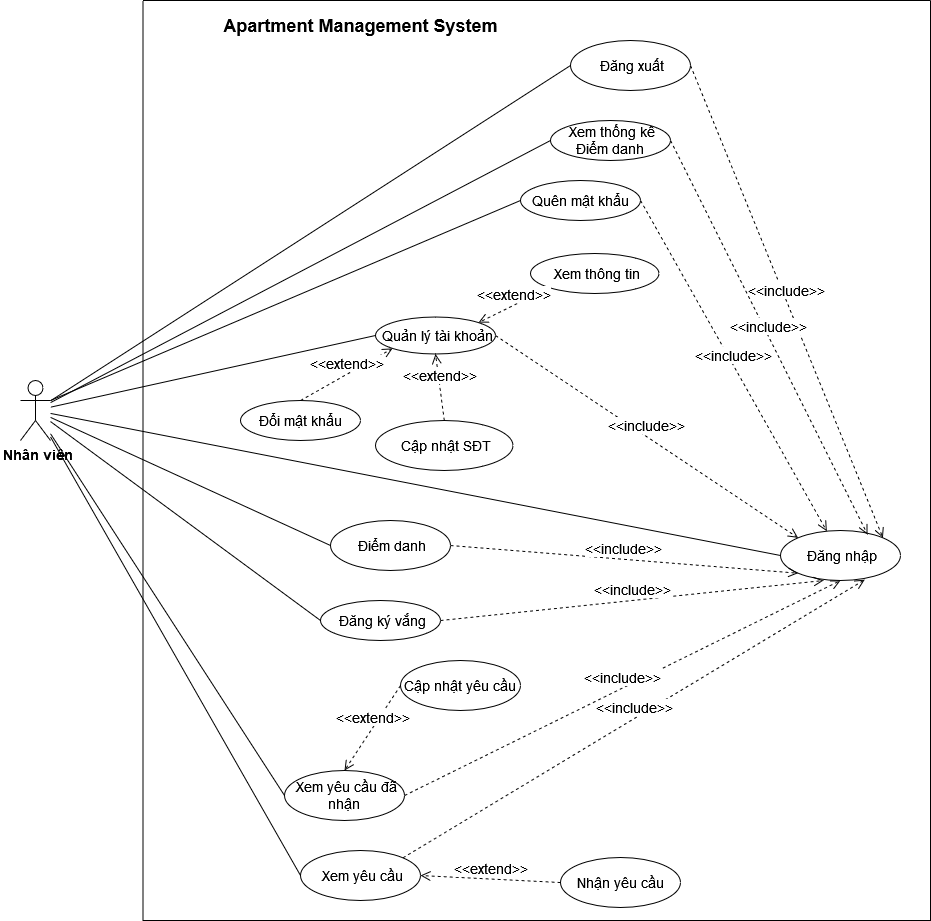 Apartment Management System
Đăng xuất
Xem thống kê
Điểm danh
Quên mật khẩu
Xem thông tin
<<include>>
<<extend>>
<<include>>
Quản lý tài khoản
<<include>>
<<extend>>
<<extend>>
Đổi mật khẩu
<<include>>
Cập nhật SĐT
Nhân viên
Điểm danh
<<include>>
Đăng nhập
<<include>>
Đăng ký vắng
<<include>>
Cập nhật yêu cầu
<<include>>
<<extend>>
Xem yêu cầu đã
nhận
<<extend>>
Xem yêu cầu
Nhận yêu cầu